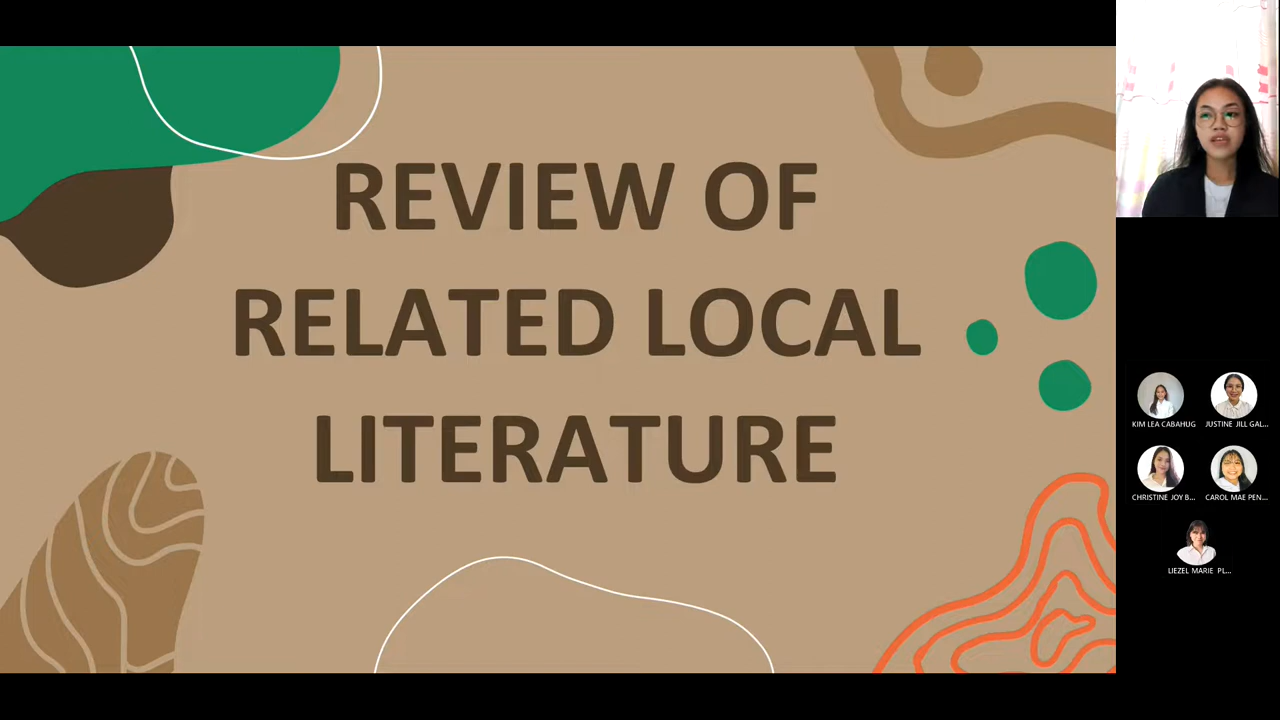 REVIEW OF
RELATED LOCAL
LITERATURE
KIM LEA CABAHUG
JUSTINE JILL GAL...
CHRISTINE JOY B...
CAROL MAE PEN...
LIEZEL MARIE PL...